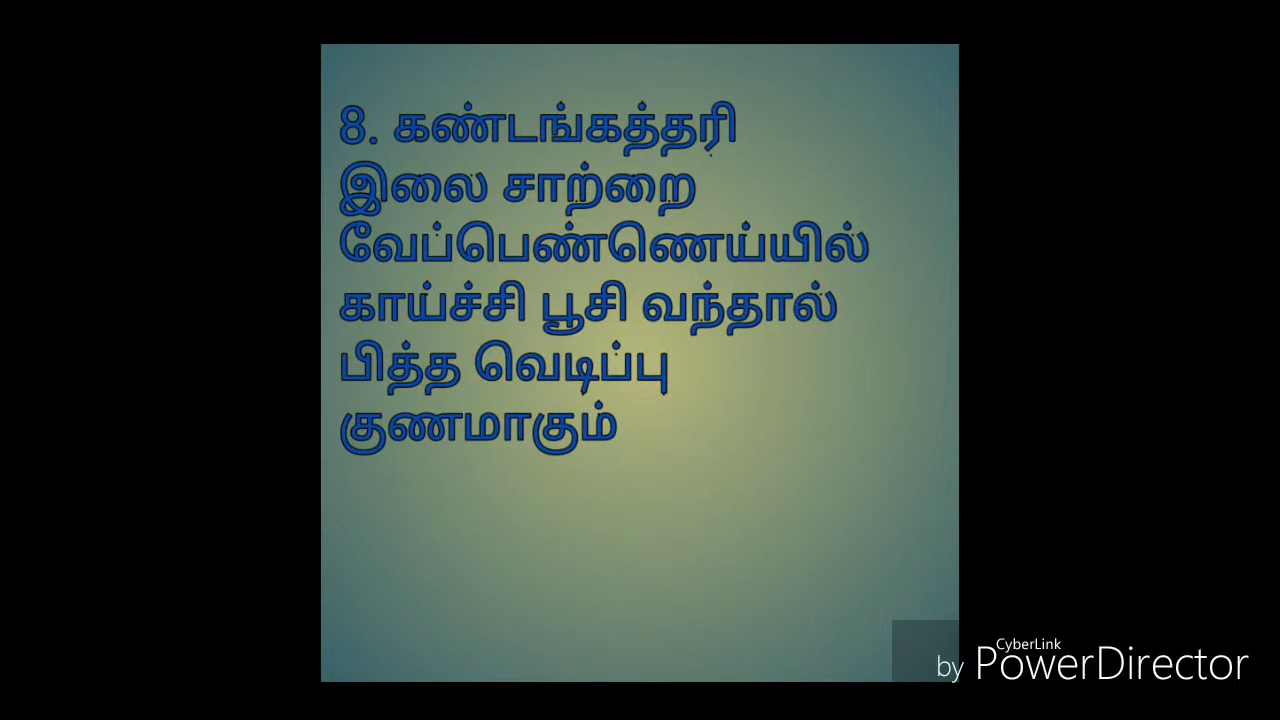 8. கண்டங்கத்தரி
இலை சாற்றை
வேப்பெண்ணெய்யில்
காய்ச்சி பூசி வந்தால்
பித்த வெடிப்பு
குணமாகும்
CyberLink
by PowerDirector